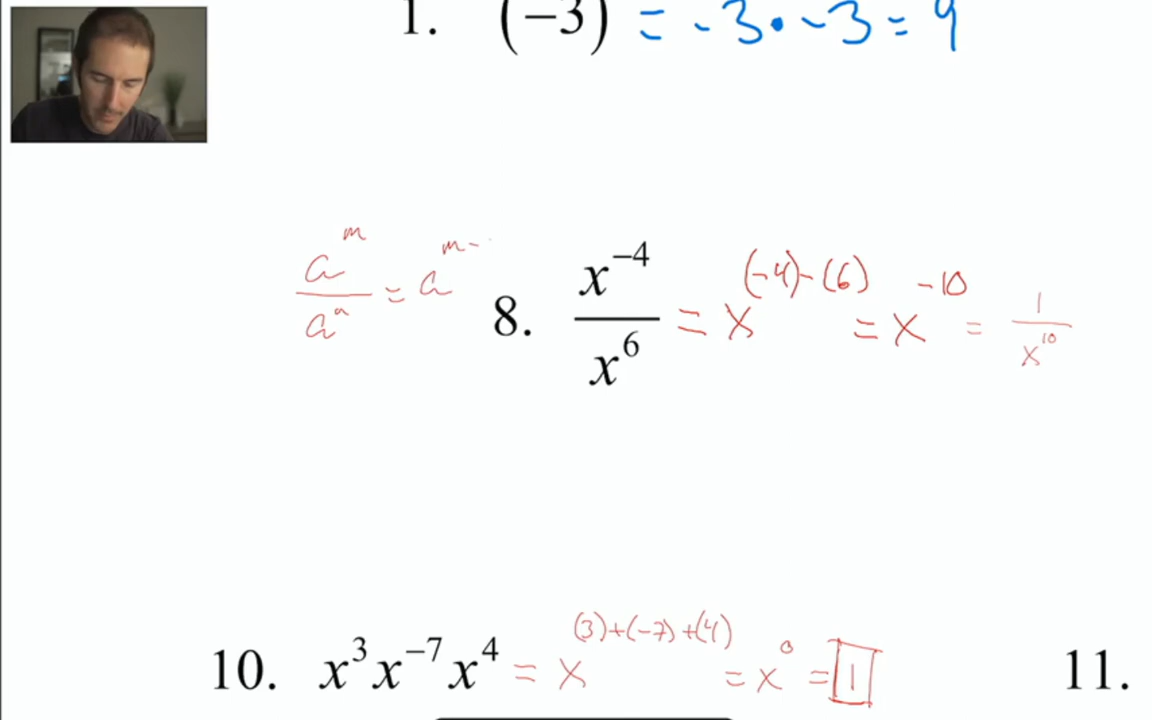 1. (−3) = -3 · -3 = 9
a^m / a^n = a^{m-
8. x^{−4} / x^6 = x^{(-4)-(6)} = x^{-10} = 1 / x^{10}
10. x^3 x^{−7} x^4 = x^{(3)+(-7)+(4)} = x^0 = 1
11.